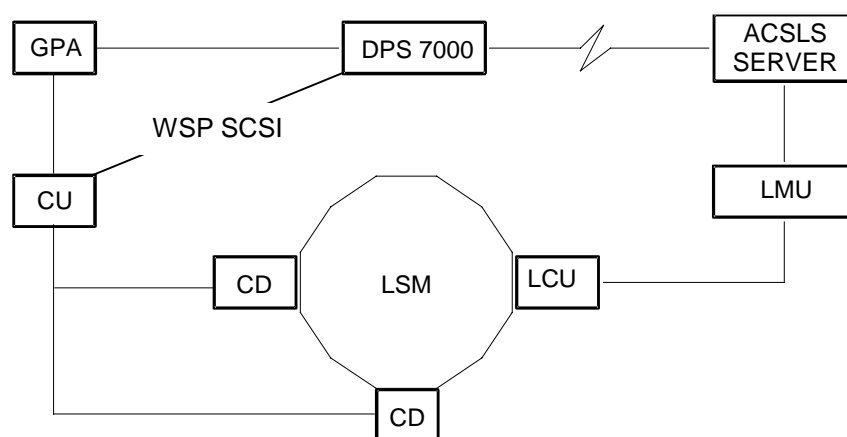 GPA
DPS 7000
ACSLS
SERVER
WSP SCSI
CU
LMU
CD
LSM
LCU
CD